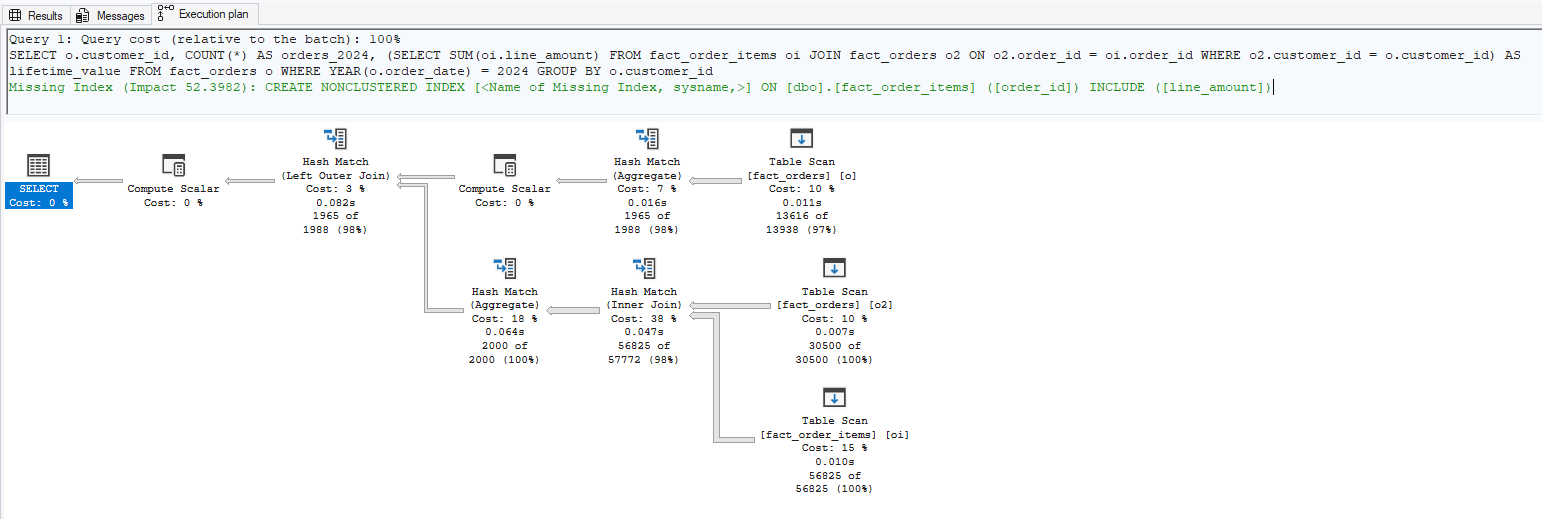 Results Messages Execution plan
Query 1: Query cost (relative to the batch): 100%
SELECT o.customer_id, COUNT(*) AS orders_2024, (SELECT SUM(oi.line_amount) FROM fact_order_items oi JOIN fact_orders o2 ON o2.order_id = oi.order_id WHERE o2.customer_id = o.customer_id) AS
lifetime_value FROM fact_orders o WHERE YEAR(o.order_date) = 2024 GROUP BY o.customer_id
Missing Index (Impact 52.3982): CREATE NONCLUSTERED INDEX [<Name of Missing Index, sysname,>] ON [dbo].[fact_order_items] ([order_id]) INCLUDE ([line_amount])
SELECT
Cost: 0 %
Compute Scalar
Cost: 0 %
Hash Match
(Left Outer Join)
Cost: 3 %
0.082s
1965 of
1988 (98%)
Compute Scalar
Cost: 0 %
Hash Match
(Aggregate)
Cost: 7 %
0.016s
1965 of
1988 (98%)
Table Scan
[fact_orders] [o]
Cost: 10 %
0.011s
13616 of
13938 (97%)
Hash Match
(Aggregate)
Cost: 18 %
0.064s
2000 of
2000 (100%)
Hash Match
(Inner Join)
Cost: 38 %
0.047s
56825 of
57772 (98%)
Table Scan
[fact_orders] [o2]
Cost: 10 %
0.007s
30500 of
30500 (100%)
Table Scan
[fact_order_items] [oi]
Cost: 15 %
0.010s
56825 of
56825 (100%)